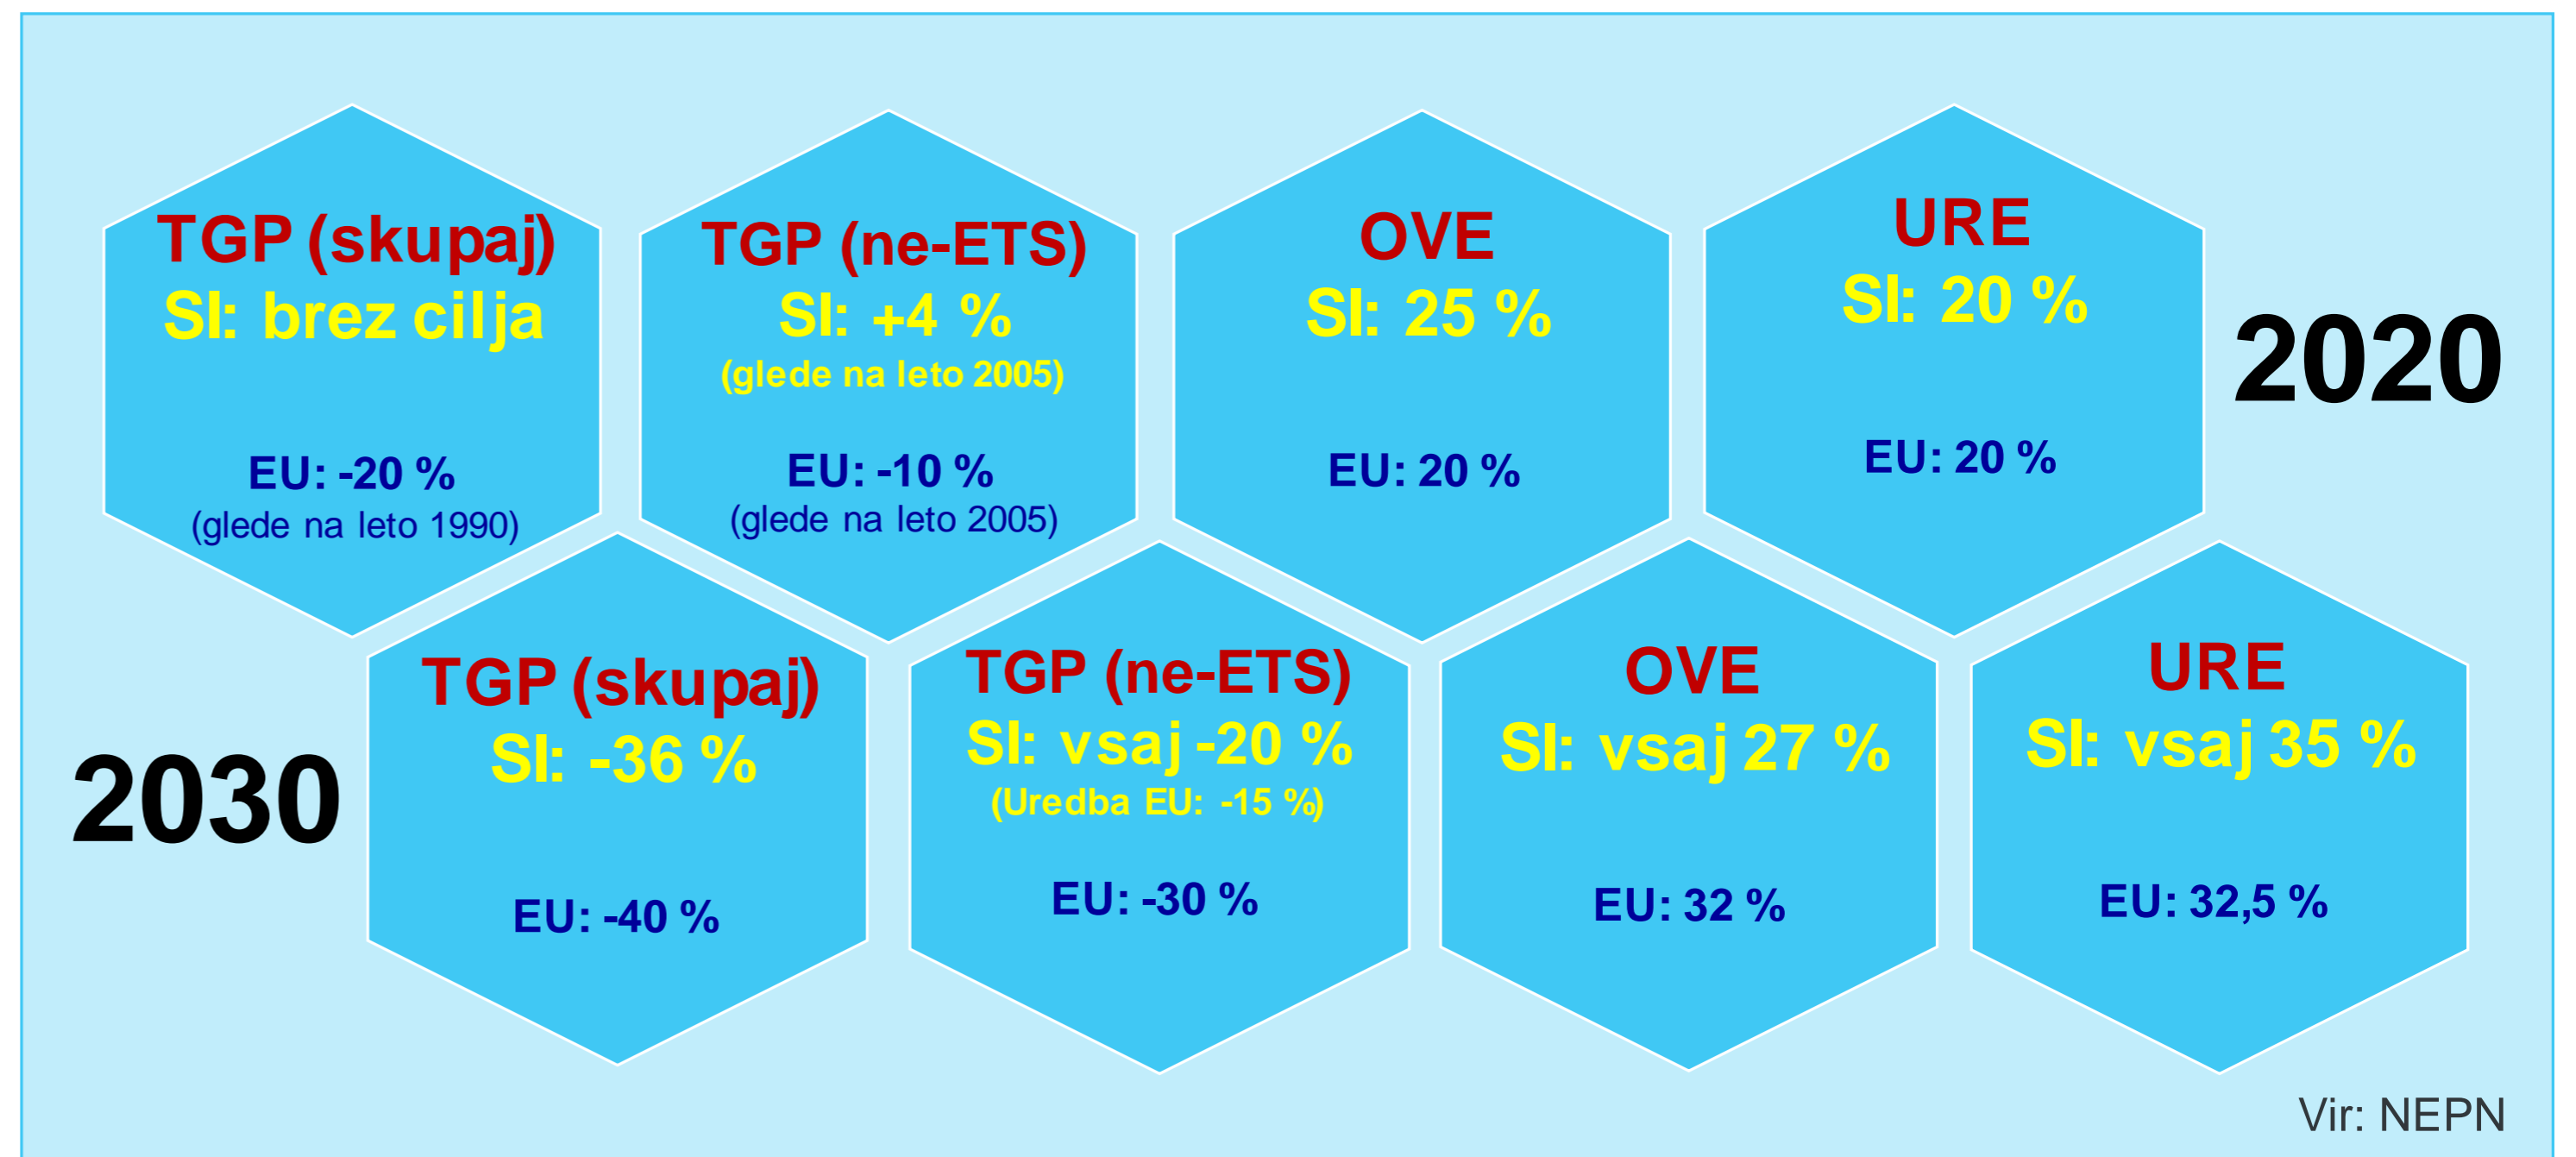 TGP (skupaj)
SI: brez cilja
EU: -20 %
(glede na leto 1990)
TGP (ne-ETS)
SI: +4 %
(glede na leto 2005)
EU: -10 %
(glede na leto 2005)
OVE
SI: 25 %
EU: 20 %
URE
SI: 20 %
EU: 20 %
2020
2030
TGP (skupaj)
SI: -36 %
EU: -40 %
TGP (ne-ETS)
SI: vsaj -20 %
(Uredba EU: -15 %)
EU: -30 %
OVE
SI: vsaj 27 %
EU: 32 %
URE
SI: vsaj 35 %
EU: 32,5 %
Vir: NEPN